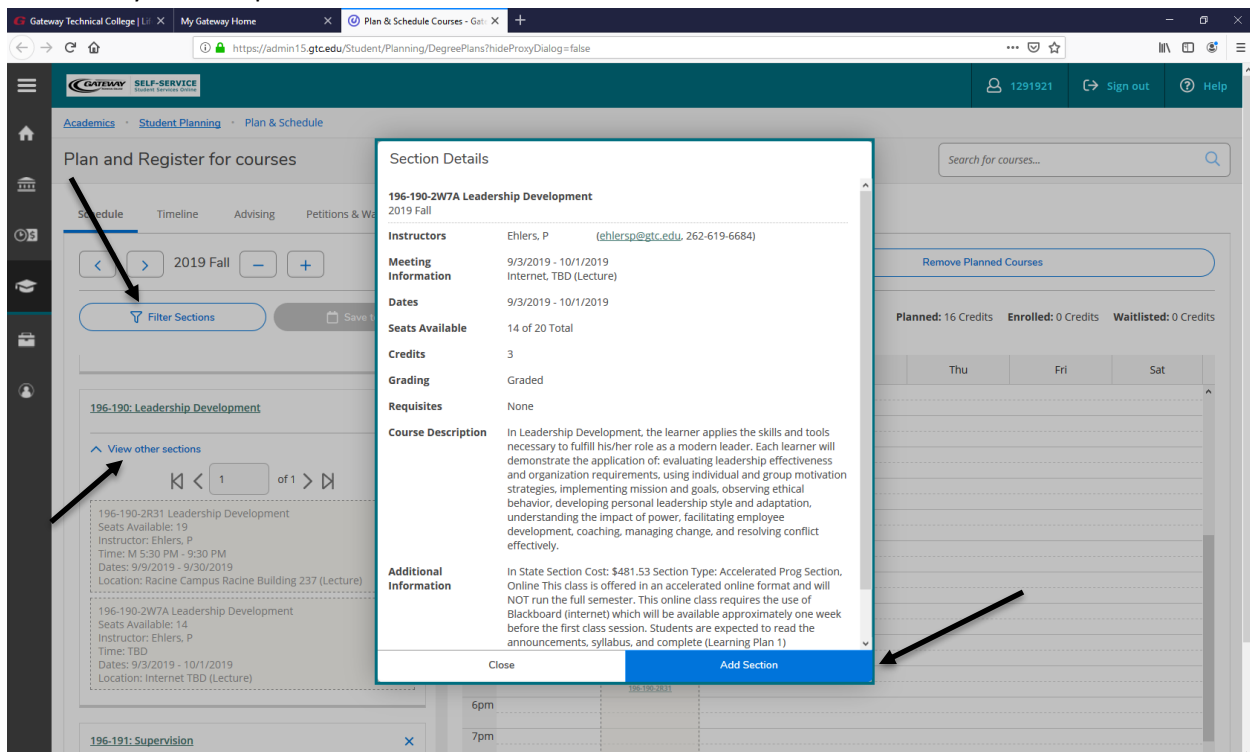 Gateway Technical College | Lif
My Gateway Home
Plan & Schedule Courses - Gate
https://admin15.gtc.edu/Student/Planning/DegreePlans?hideProxyDialog=false
GATEWAY SELF-SERVICE
Student Services Online
1291921 Sign out Help
Academics · Student Planning · Plan & Schedule
Plan and Register for courses
Search for courses...
Schedule Timeline Advising Petitions & Wa
2019 Fall
Remove Planned Courses
Filter Sections
Save t
Planned: 16 Credits Enrolled: 0 Credits Waitlisted: 0 Credits
Thu Fri Sat
196-190: Leadership Development
View other sections
1 of 1
196-190-2R31 Leadership Development
Seats Available: 19
Instructor: Ehlers, P
Time: M 5:30 PM - 9:30 PM
Dates: 9/9/2019 - 9/30/2019
Location: Racine Campus Racine Building 237 (Lecture)
196-190-2W7A Leadership Development
Seats Available: 14
Instructor: Ehlers, P
Time: TBD
Dates: 9/3/2019 - 10/1/2019
Location: Internet TBD (Lecture)
196-191: Supervision
Section Details
196-190-2W7A Leadership Development
2019 Fall
Instructors Ehlers, P (ehlersp@gtc.edu, 262-619-6684)
Meeting 9/3/2019 - 10/1/2019
Information Internet, TBD (Lecture)
Dates 9/3/2019 - 10/1/2019
Seats Available 14 of 20 Total
Credits 3
Grading Graded
Requisites None
Course Description In Leadership Development, the learner applies the skills and tools
necessary to fulfill his/her role as a modern leader. Each learner will
demonstrate the application of: evaluating leadership effectiveness
and organization requirements, using individual and group motivation
strategies, implementing mission and goals, observing ethical
behavior, developing personal leadership style and adaptation,
understanding the impact of power, facilitating employee
development, coaching, managing change, and resolving conflict
effectively.
Additional In State Section Cost: $481.53 Section Type: Accelerated Prog Section,
Information Online This class is offered in an accelerated online format and will
NOT run the full semester. This online class requires the use of
Blackboard (internet) which will be available approximately one week
before the first class session. Students are expected to read the
announcements, syllabus, and complete (Learning Plan 1)
Close Add Section
196-190-2R31
6pm
7pm